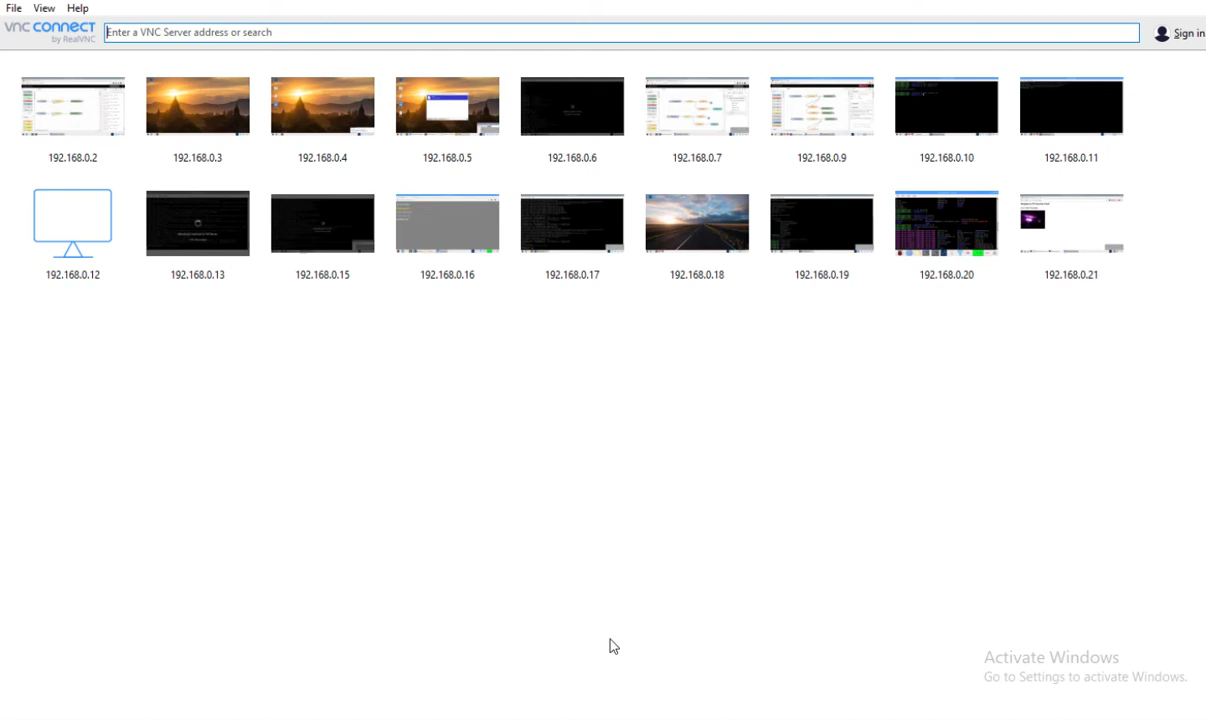 File View Help
vnc connect
by RealVNC
Enter a VNC Server address or search
Sign in
192.168.0.2 192.168.0.3 192.168.0.4 192.168.0.5 192.168.0.6 192.168.0.7 192.168.0.9 192.168.0.10 192.168.0.11
192.168.0.12 192.168.0.13 192.168.0.15 192.168.0.16 192.168.0.17 192.168.0.18 192.168.0.19 192.168.0.20 192.168.0.21
Activate Windows
Go to Settings to activate Windows.